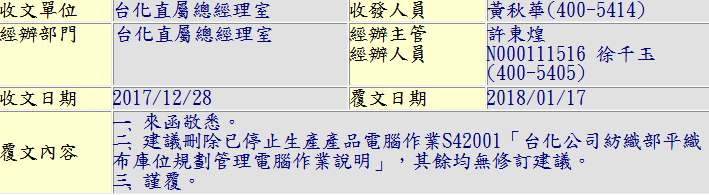 收文單位 台化直屬總經理室 收發人員 黃秋華(400-5414)
經辦部門 台化直屬總經理室 經辦主管 許東煌
經辦人員 N000111516 徐千玉
(400-5405)
收文日期 2017/12/28 覆文日期 2018/01/17
覆文內容 一、來函敬悉。
二、建議刪除已停止生產產品電腦作業S42001「台化公司紡織部平織
布庫位規劃管理電腦作業說明」，其餘均無修訂建議。
三、謹覆。